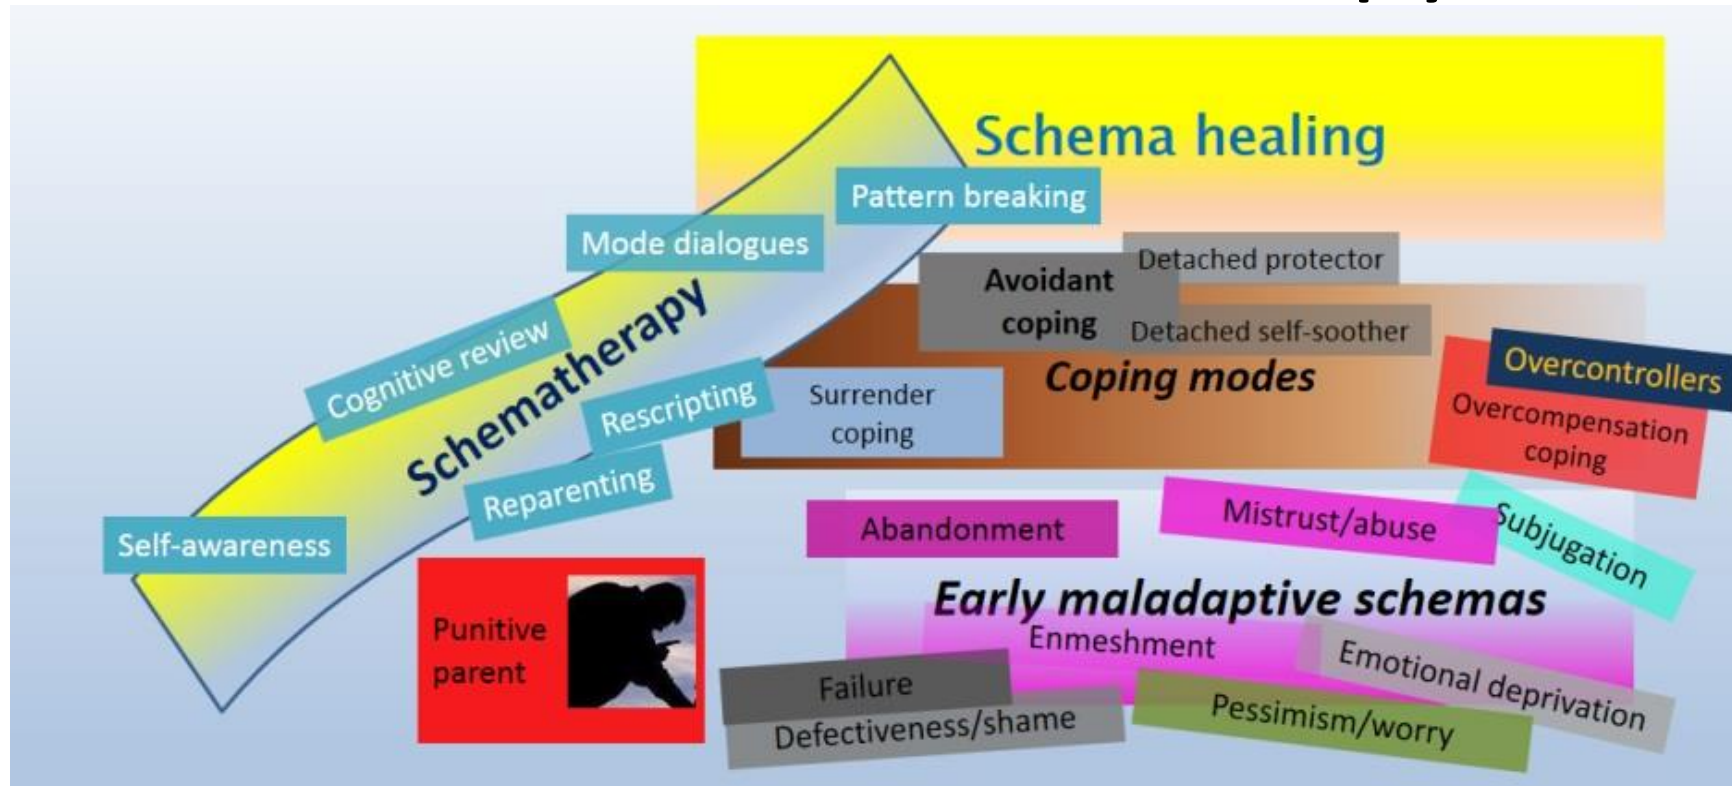 Schema healing
Pattern breaking
Mode dialogues
Cognitive review
Schematherapy
Rescripting
Reparenting
Self-awareness
Detached protector
Avoidant
coping
Detached self-soother
Coping modes
Surrender
coping
Overcontrollers
Overcompensation
coping
Abandonment
Mistrust/abuse
Subjugation
Early maladaptive schemas
Enmeshment
Emotional deprivation
Punitive
parent
Failure
Defectiveness/shame
Pessimism/worry